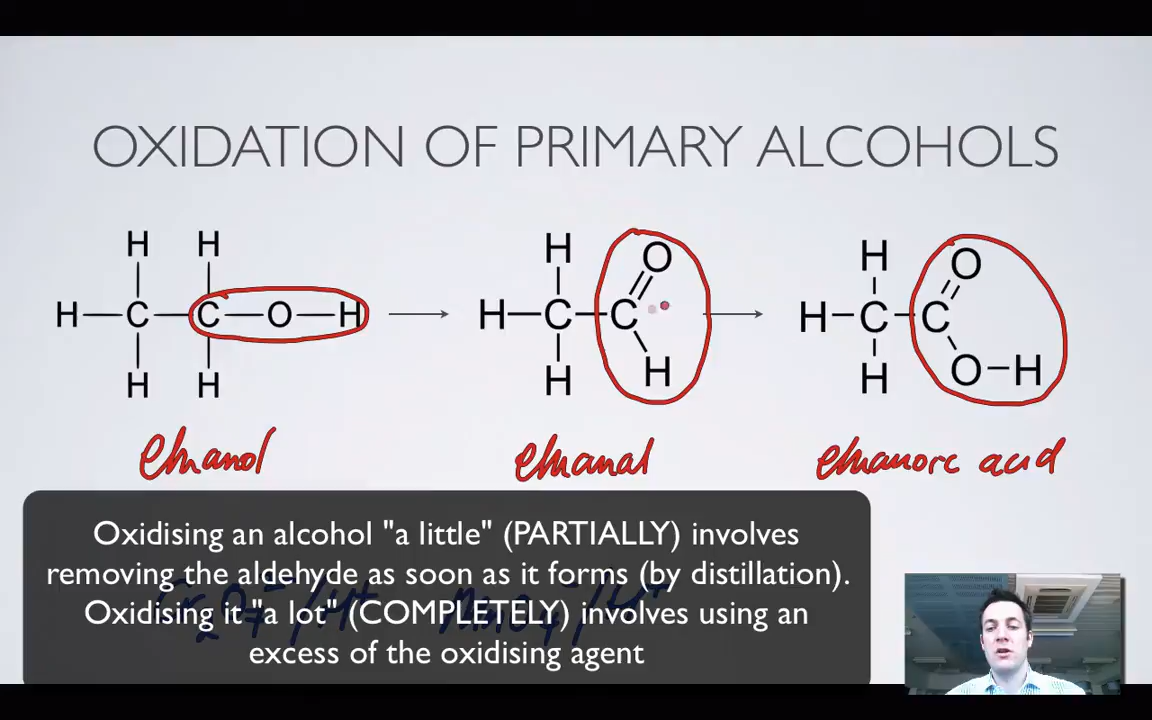 OXIDATION OF PRIMARY ALCOHOLS
H H H O H O
H C C O H H C C H C C
H H H H H O H
ethanol ethanal ethanoic acid
Oxidising an alcohol "a little" (PARTIALLY) involves
removing the aldehyde as soon as it forms (by distillation).
Oxidising it "a lot" (COMPLETELY) involves using an
excess of the oxidising agent